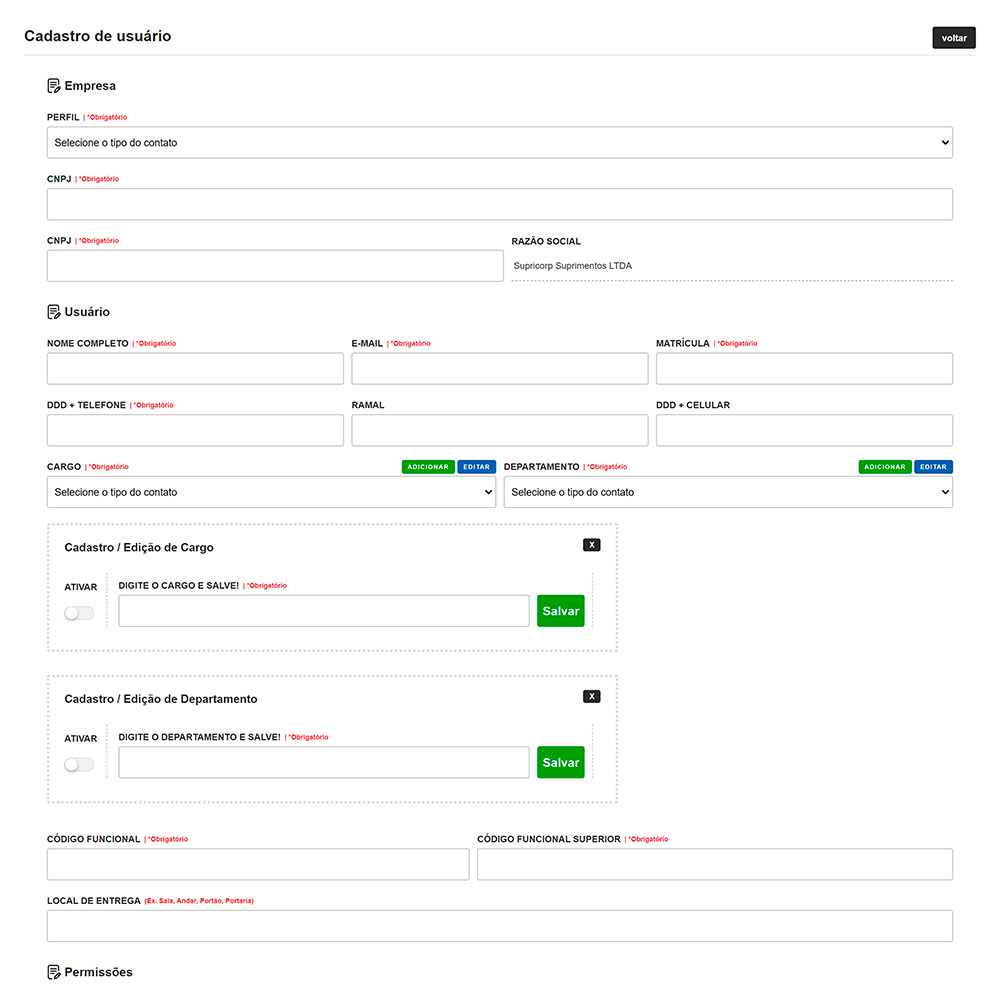 Cadastro de usuário
voltar
Empresa
PERFIL | *Obrigatório
Selecione o tipo do contato
CNPJ | *Obrigatório
CNPJ | *Obrigatório
RAZÃO SOCIAL
Supricorp Suprimentos LTDA
Usuário
NOME COMPLETO | *Obrigatório
E-MAIL | *Obrigatório
MATRÍCULA | *Obrigatório
DDD + TELEFONE | *Obrigatório
RAMAL
DDD + CELULAR
CARGO | *Obrigatório
ADICIONAR
EDITAR
DEPARTAMENTO | *Obrigatório
ADICIONAR
EDITAR
Selecione o tipo do contato
Selecione o tipo do contato
Cadastro / Edição de Cargo
X
ATIVAR
DIGITE O CARGO E SALVE! | *Obrigatório
Salvar
Cadastro / Edição de Departamento
X
ATIVAR
DIGITE O DEPARTAMENTO E SALVE! | *Obrigatório
Salvar
CÓDIGO FUNCIONAL | *Obrigatório
CÓDIGO FUNCIONAL SUPERIOR | *Obrigatório
LOCAL DE ENTREGA (Ex. Sala, Andar, Portão, Portaria)
Permissões